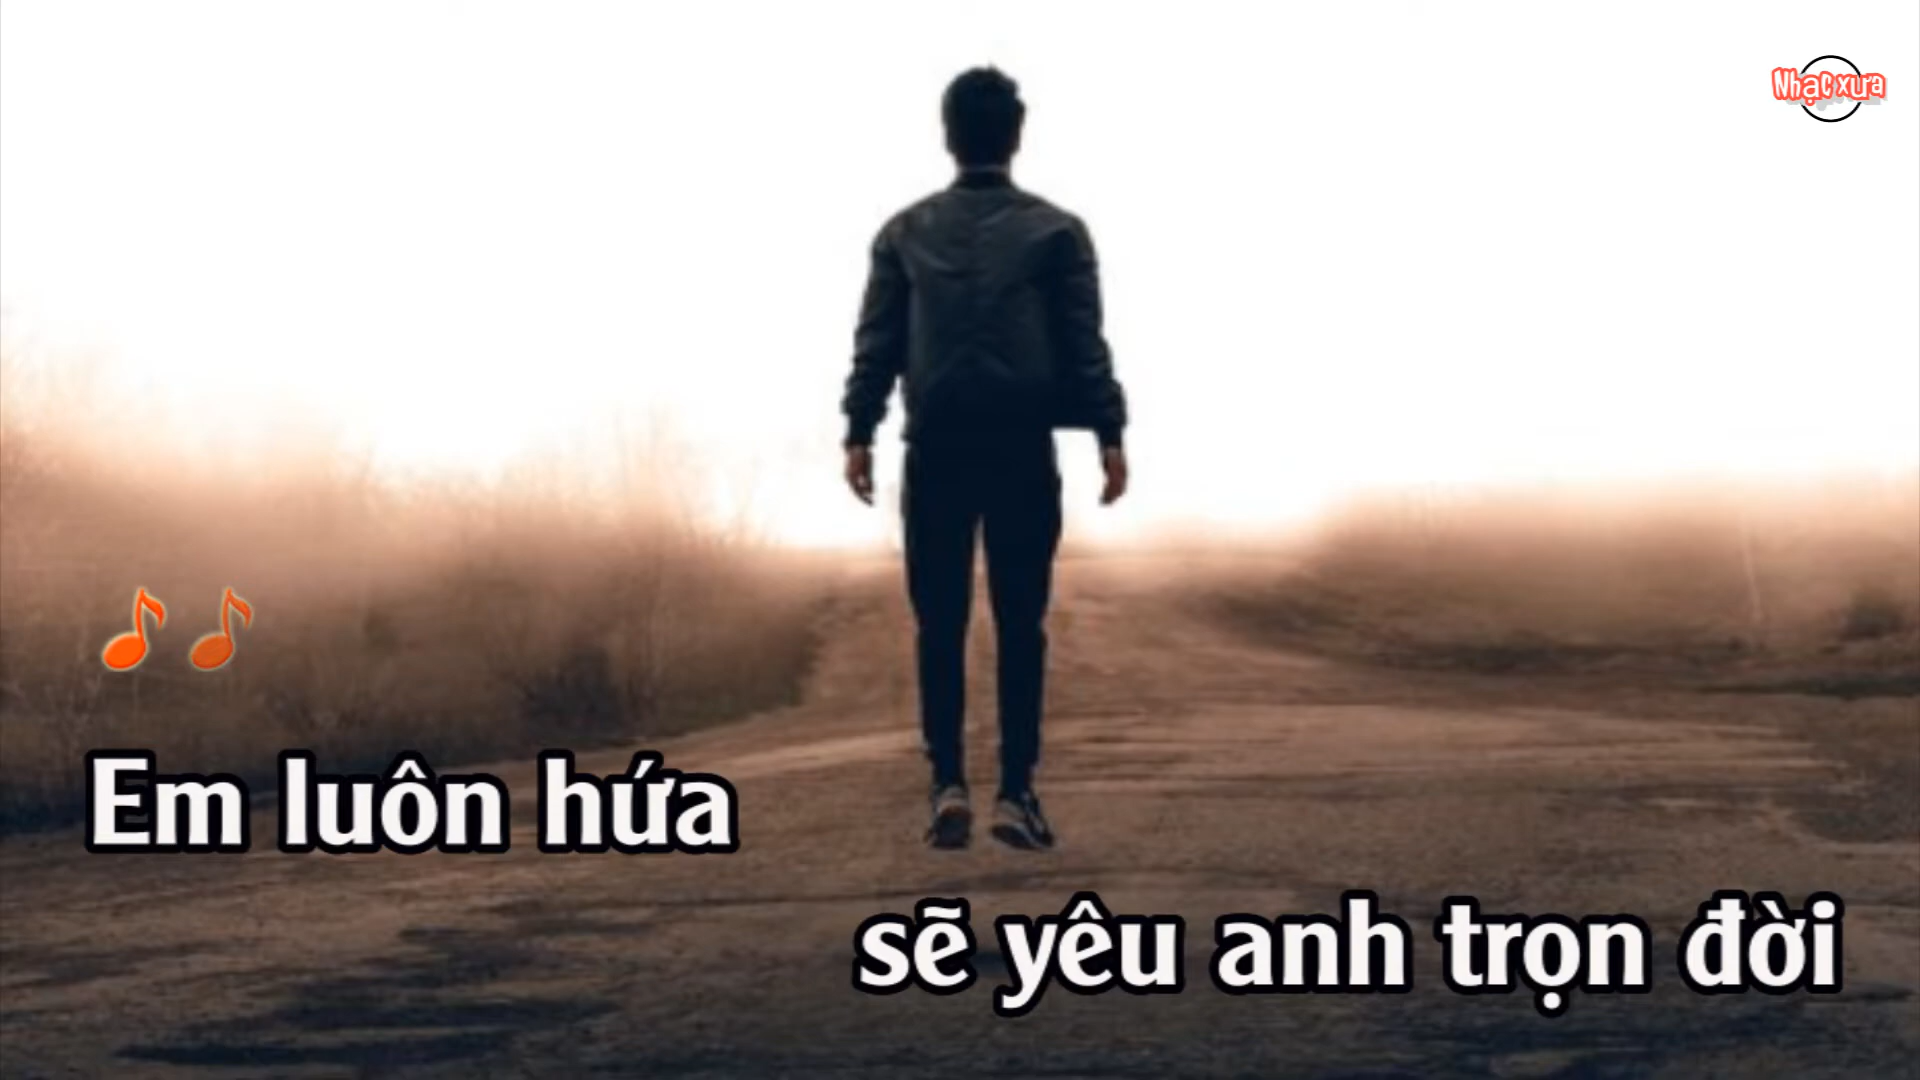 Nhạc xưa
Em luôn hứa
sẽ yêu anh trọn đời